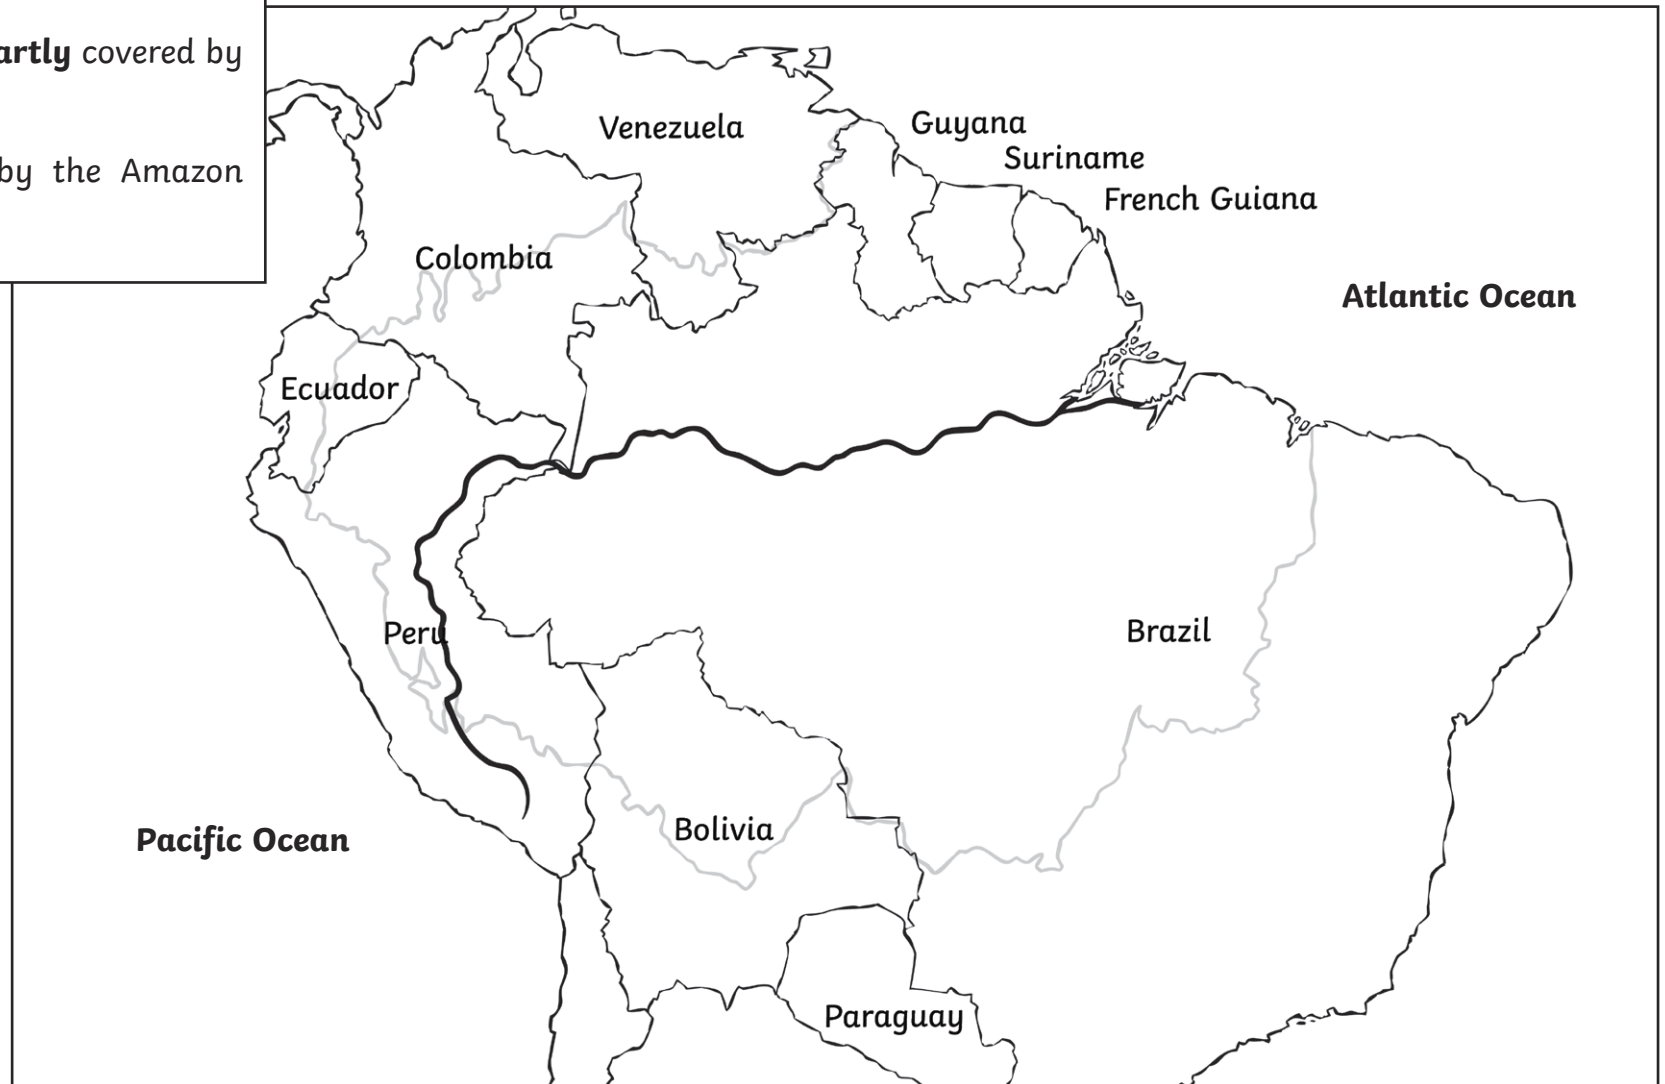 artly covered by
by the Amazon
Venezuela
Guyana
Suriname
French Guiana
Colombia
Atlantic Ocean
Ecuador
Peru
Brazil
Pacific Ocean
Bolivia
Paraguay